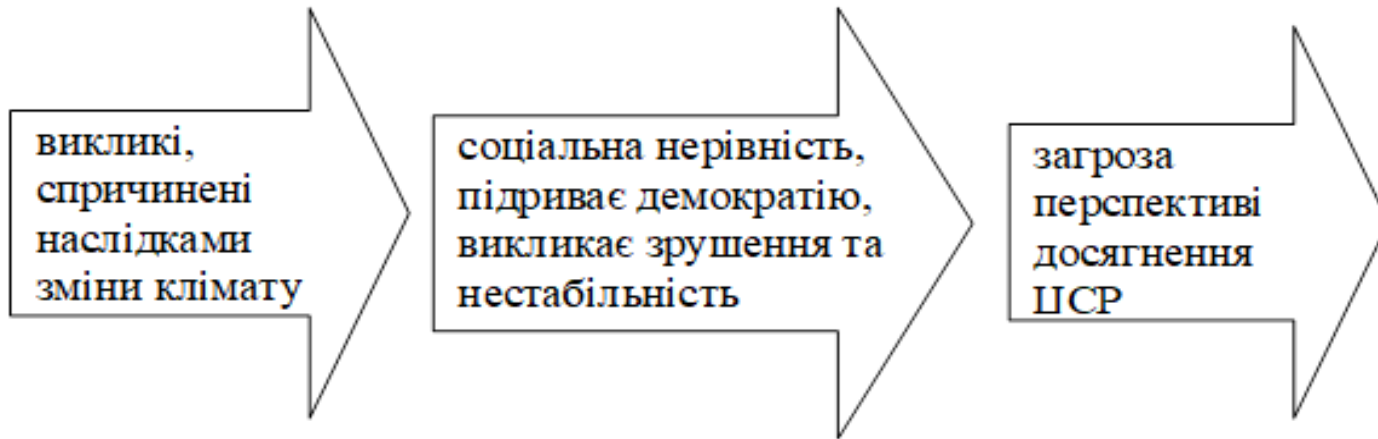 викликі,
спричинені
наслідками
зміни клімату
соціальна нерівність,
підриває демократію,
викликає зрушення та
нестабільність
загроза
перспективі
досягнення
ЦСР